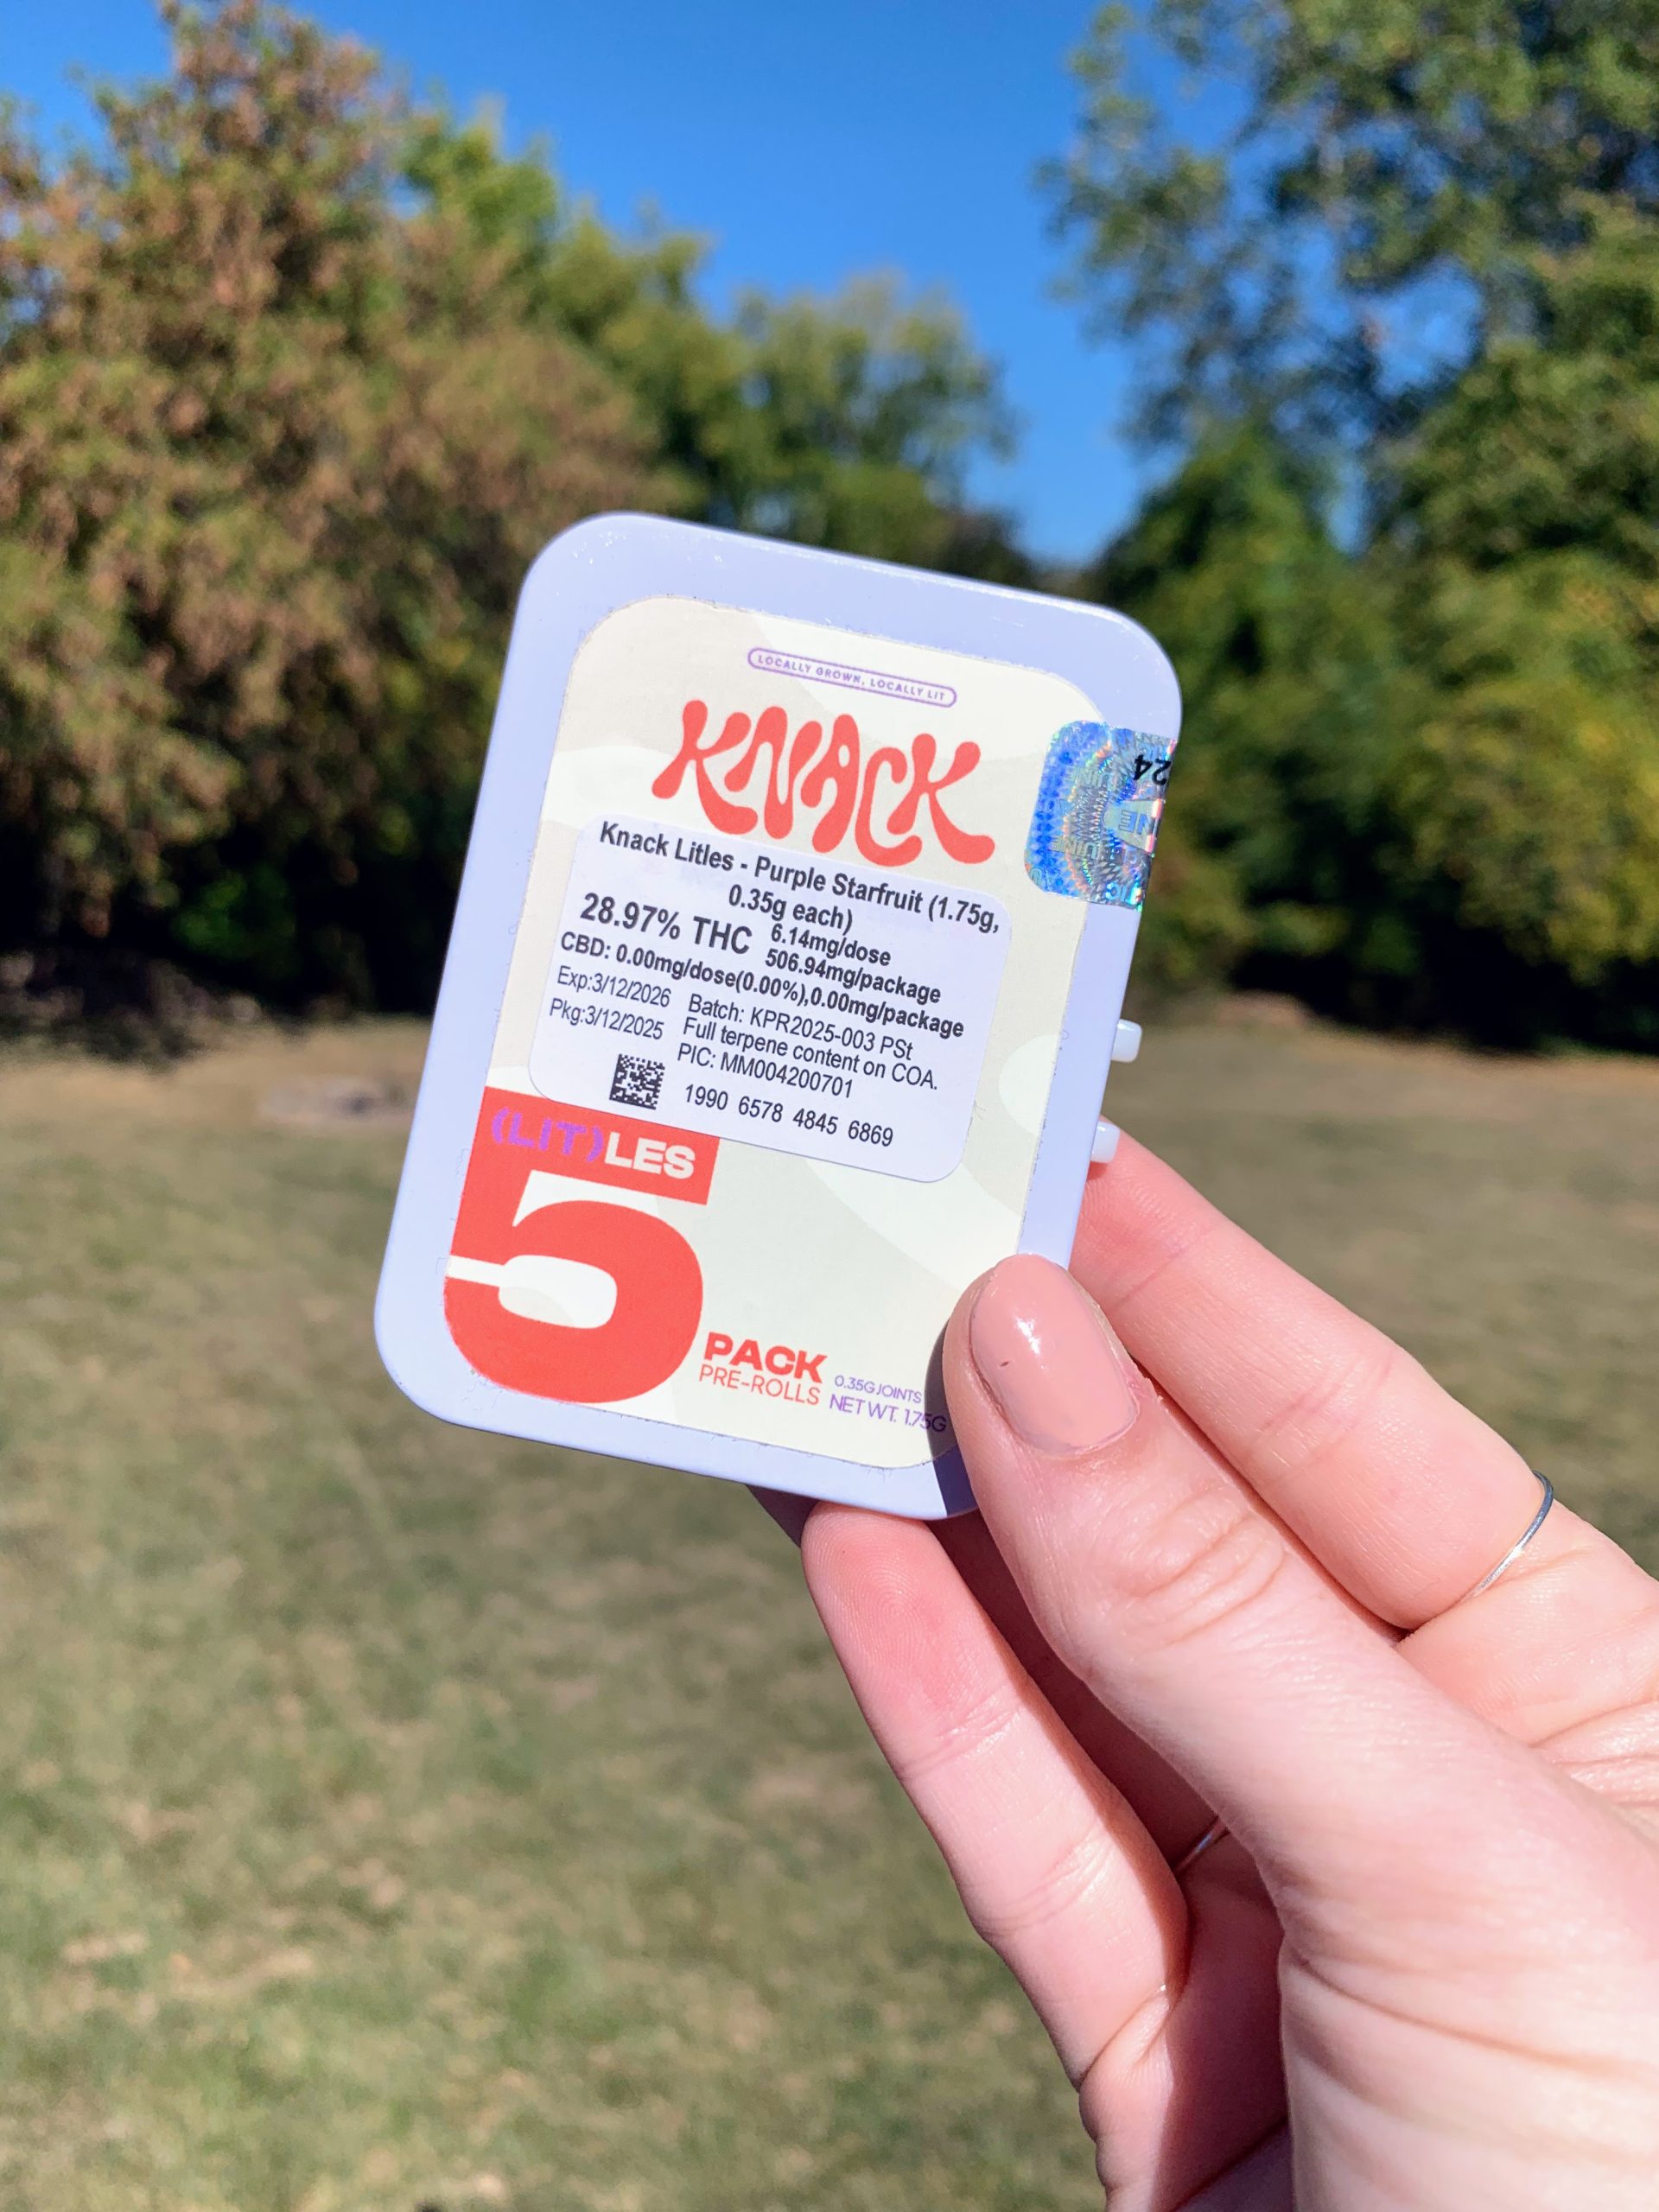 LOCALLY GROWN, LOCALLY LIT
KNACK
24
Knack Litles - Purple Starfruit (1.75g,
0.35g each)
28.97% THC
6.14mg/dose
506.94mg/package
CBD: 0.00mg/dose(0.00%),0.00mg/package
Exp:3/12/2026
Pkg:3/12/2025
Batch: KPR2025-003 PSt
Full terpene content on COA.
PIC: MM004200701
1990 6578 4845 6869
(LIT)LES
5
PACK
PRE-ROLLS
0.35G JOINTS
NET WT. 1.75G